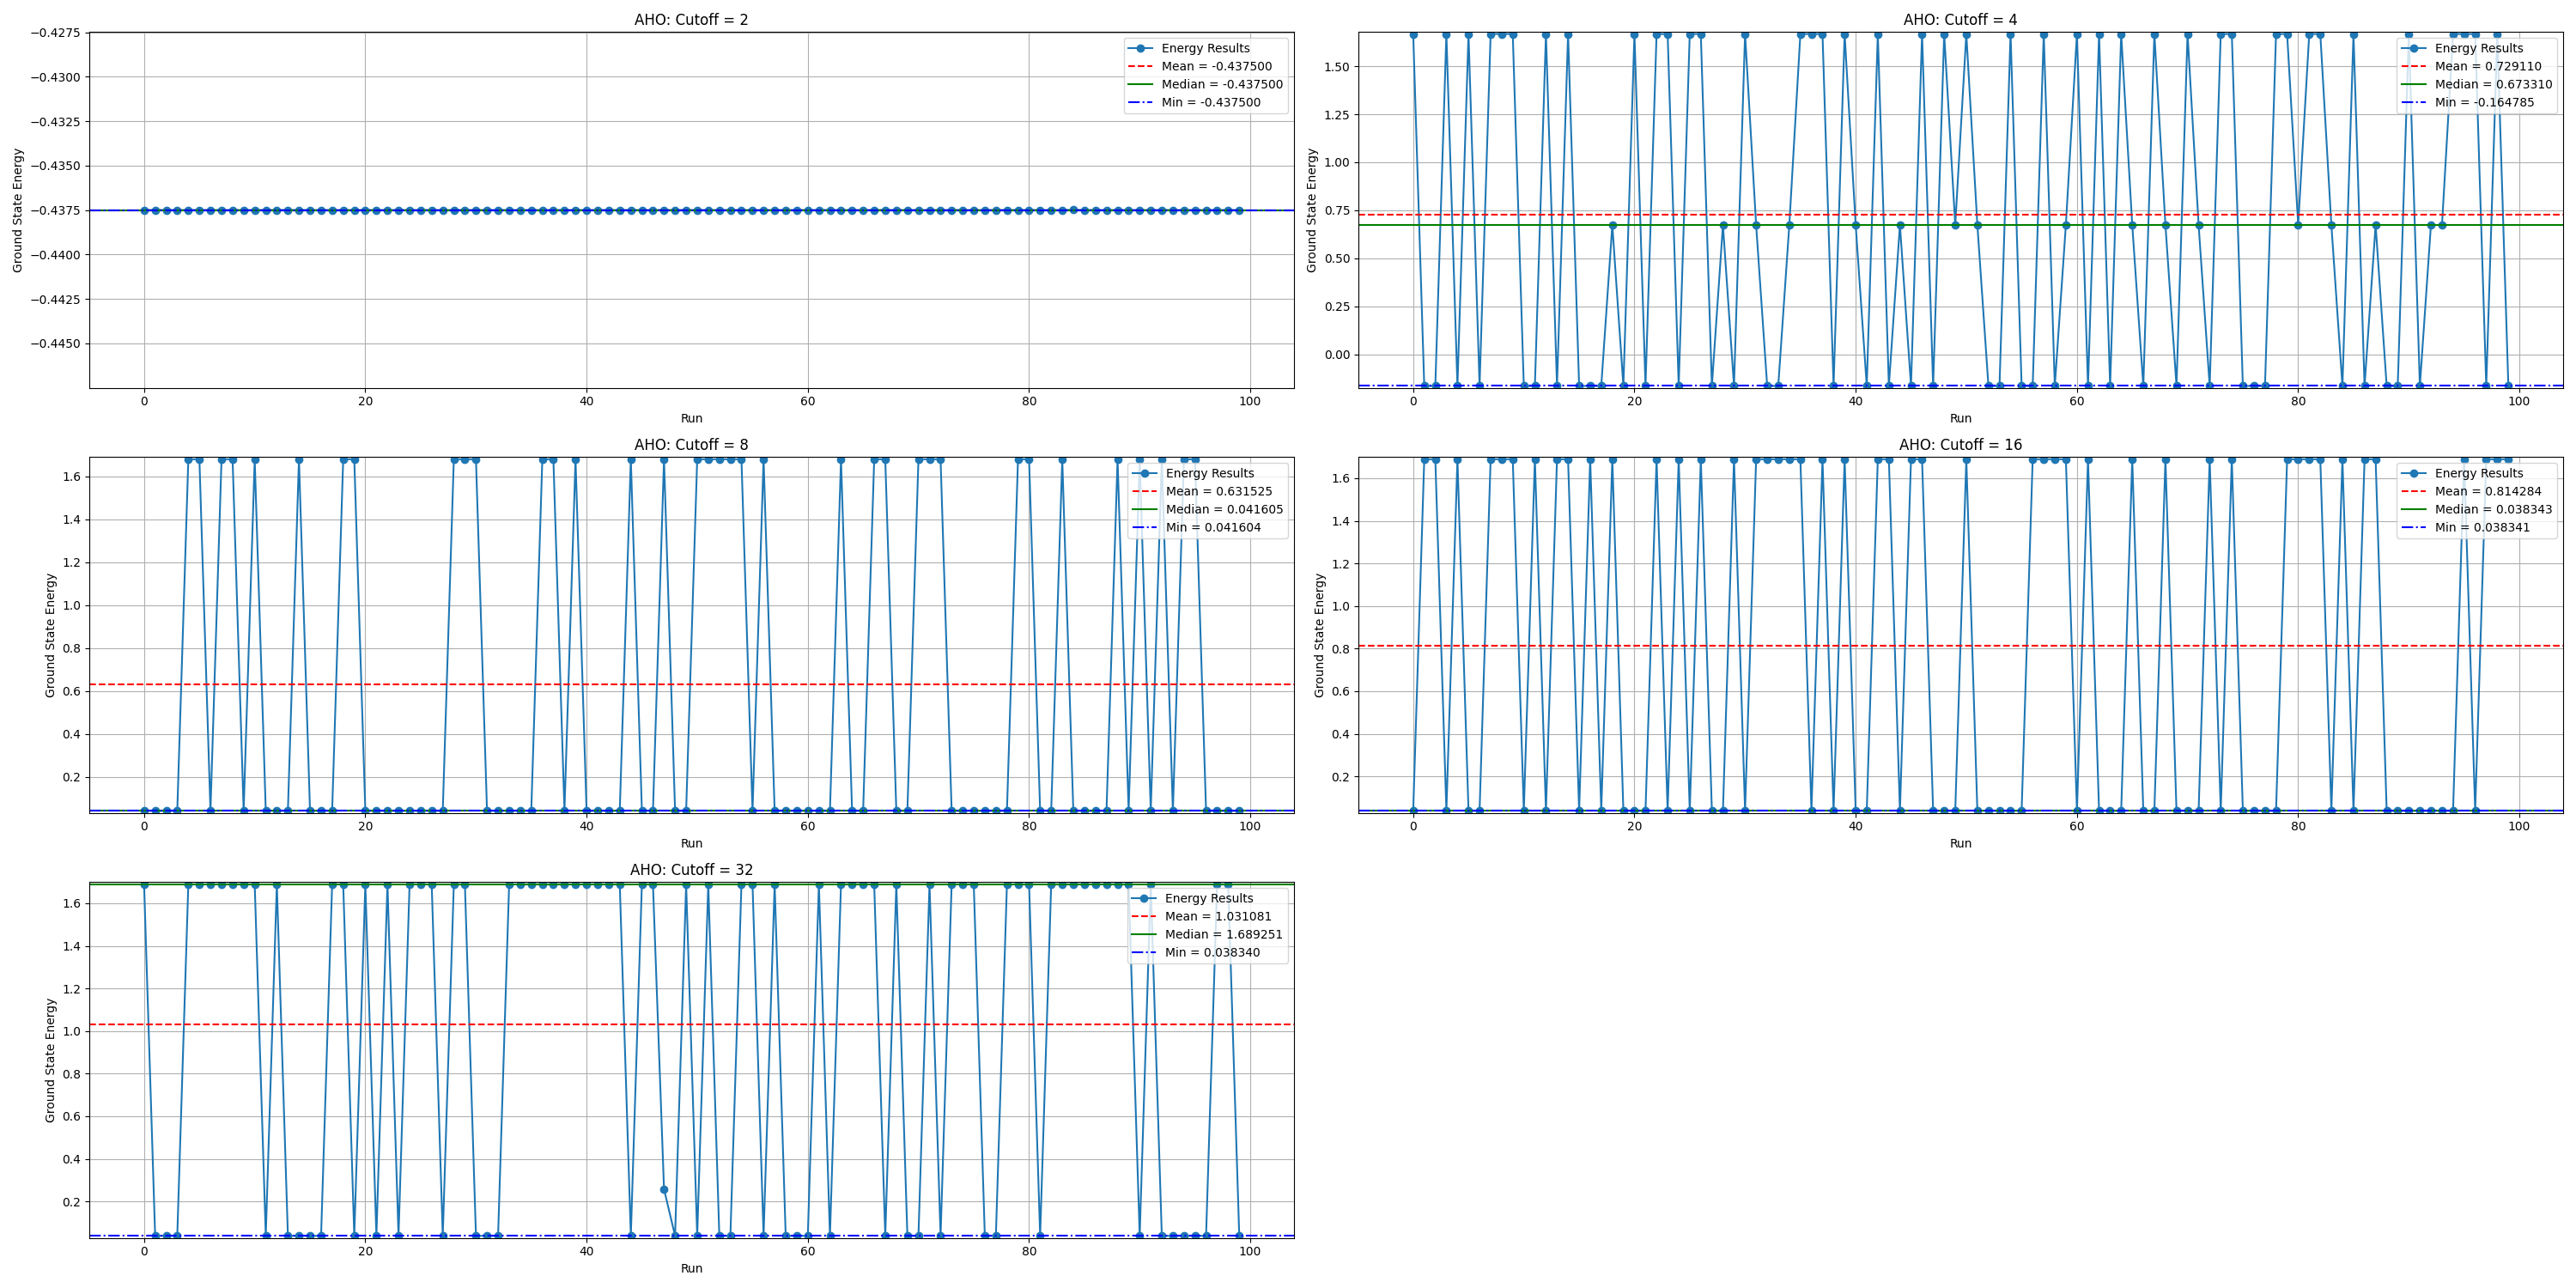 AHO: Cutoff = 2
Ground State Energy
−0.4275
−0.4300
−0.4325
−0.4350
−0.4375
−0.4400
−0.4425
−0.4450
Energy Results
Mean = -0.437500
Median = -0.437500
Min = -0.437500
0 20 40 60 80 100
Run
AHO: Cutoff = 4
Ground State Energy
1.50
1.25
1.00
0.75
0.50
0.25
0.00
Energy Results
Mean = 0.729110
Median = 0.673310
Min = -0.164785
0 20 40 60 80 100
Run
AHO: Cutoff = 8
Ground State Energy
1.6
1.4
1.2
1.0
0.8
0.6
0.4
0.2
Energy Results
Mean = 0.631525
Median = 0.041605
Min = 0.041604
0 20 40 60 80 100
Run
AHO: Cutoff = 16
Ground State Energy
1.6
1.4
1.2
1.0
0.8
0.6
0.4
0.2
Energy Results
Mean = 0.814284
Median = 0.038343
Min = 0.038341
0 20 40 60 80 100
Run
AHO: Cutoff = 32
Ground State Energy
1.6
1.4
1.2
1.0
0.8
0.6
0.4
0.2
Energy Results
Mean = 1.031081
Median = 1.689251
Min = 0.038340
0 20 40 60 80 100
Run